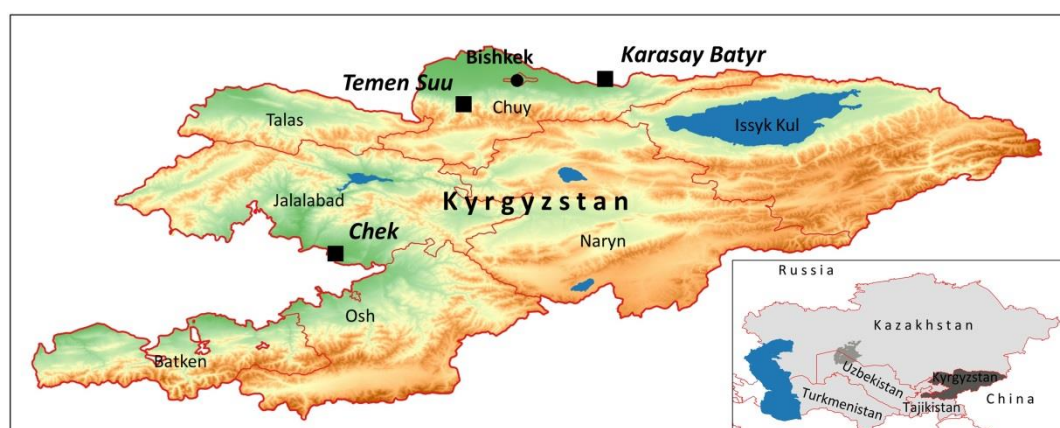 Karasay Batyr
Bishkek
Temen Suu
Chuy
Talas
Issyk Kul
Jalalabad
Kyrgyzstan
Chek
Naryn
Osh
Batken
Russia
Kazakhstan
Uzbekistan
Kyrgyzstan
Turkmenistan
Tajikistan
China